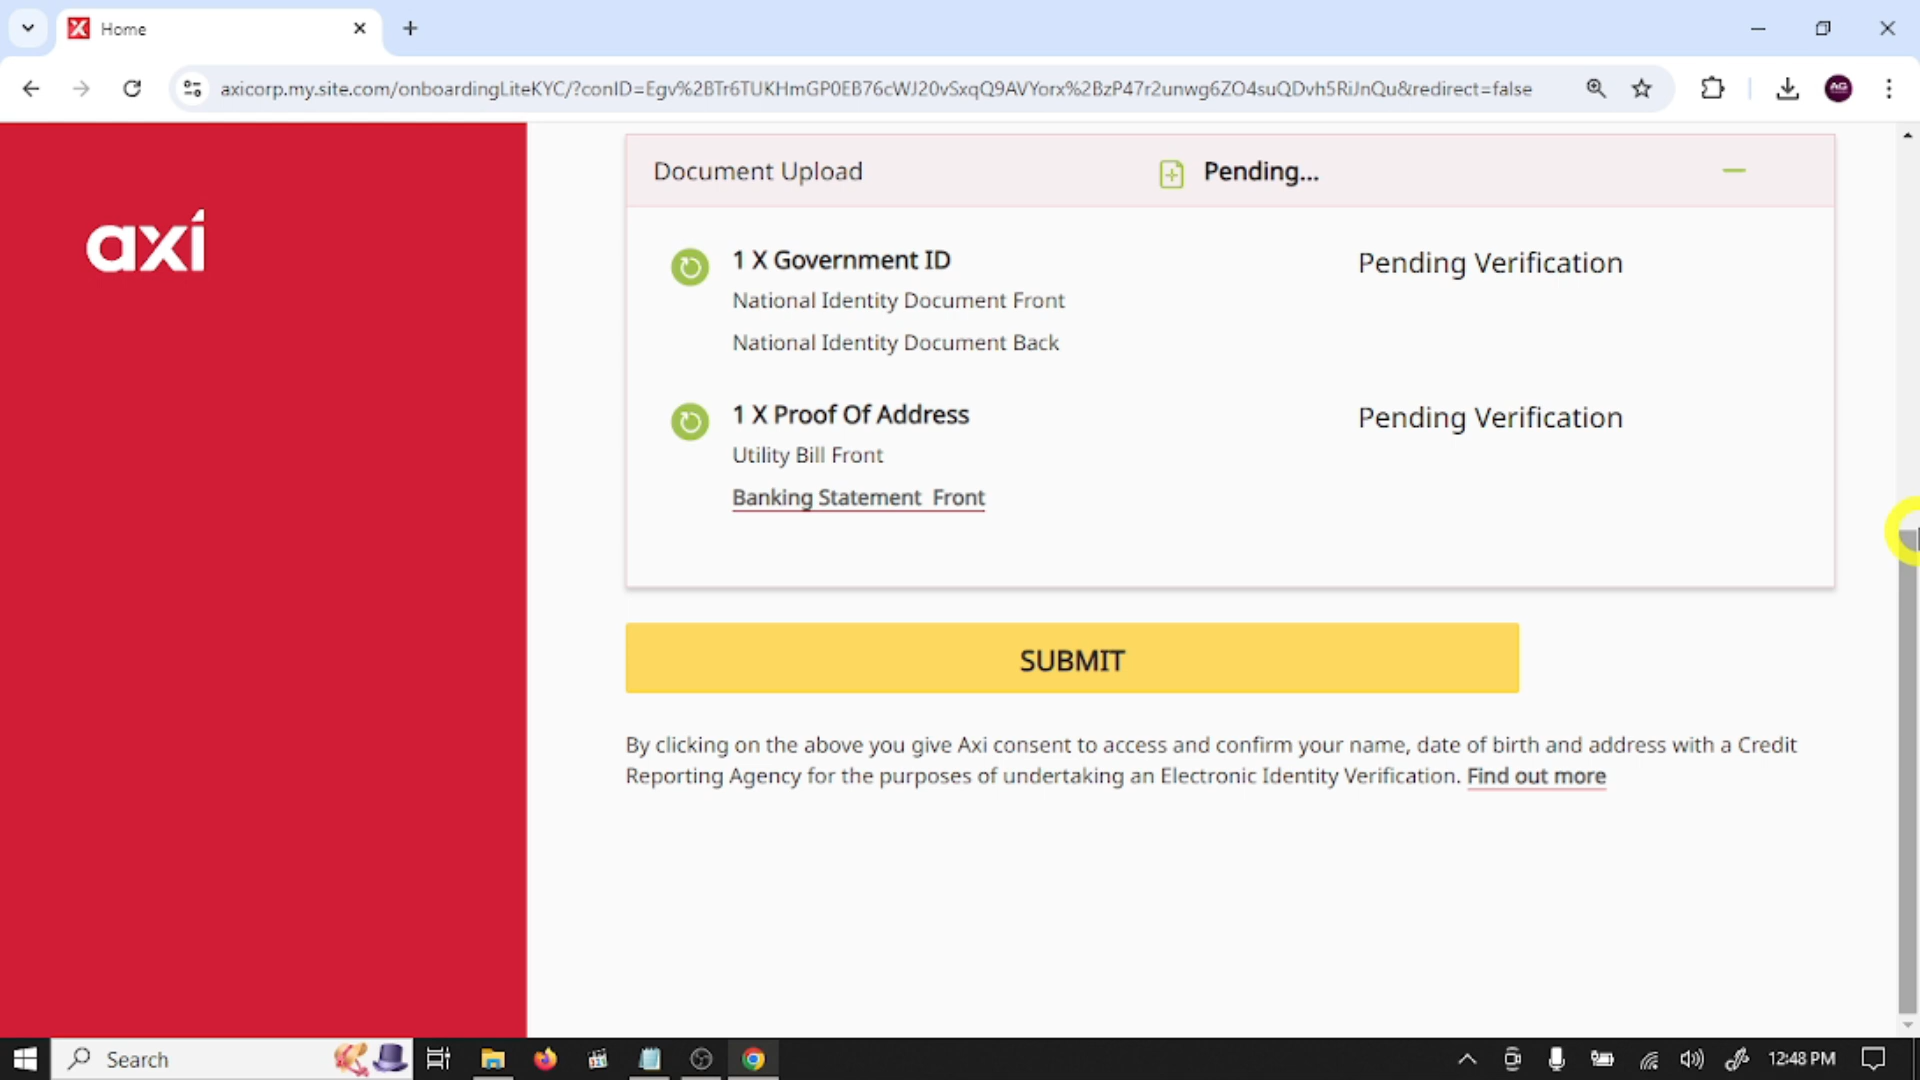 Home
axicorp.my.site.com/onboardingLiteKYC/?conID=Egv%2BTr6TUKHmGP0EB76cWJ20vSxqQ9AVYorx%2BzP47r2unwg6ZO4suQDvh5RiJnQu&redirect=false
AG
axi
Document Upload
Pending...
1 X Government ID
Pending Verification
National Identity Document Front
National Identity Document Back
1 X Proof Of Address
Pending Verification
Utility Bill Front
Banking Statement Front
SUBMIT
By clicking on the above you give Axi consent to access and confirm your name, date of birth and address with a Credit
Reporting Agency for the purposes of undertaking an Electronic Identity Verification. Find out more
Search
12:48 PM